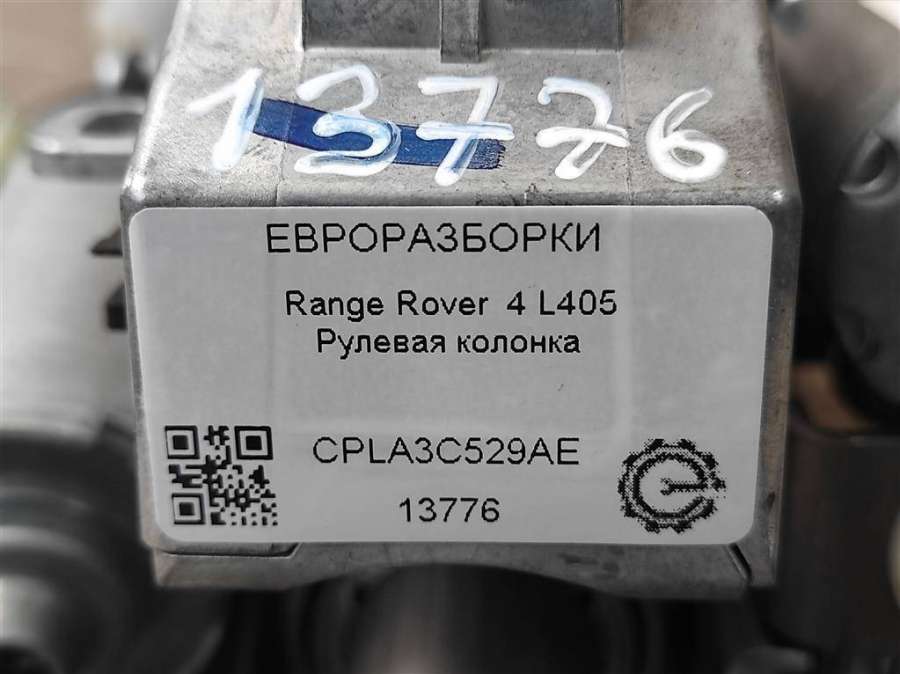 13776
ЕВРОРАЗБОРКИ
Range Rover 4 L405
Рулевая колонка
CPLA3C529AE
13776